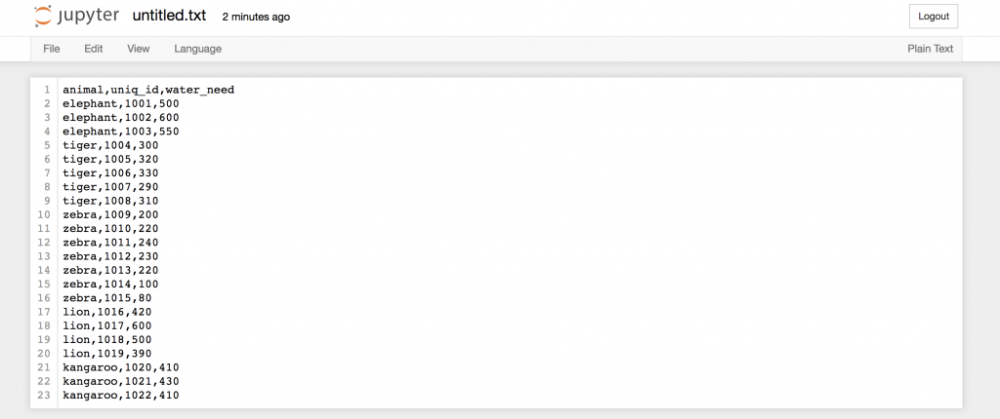 jupyter untitled.txt 2 minutes ago Logout
File Edit View Language Plain Text
1 animal,uniq_id,water_need
2 elephant,1001,500
3 elephant,1002,600
4 elephant,1003,550
5 tiger,1004,300
6 tiger,1005,320
7 tiger,1006,330
8 tiger,1007,290
9 tiger,1008,310
10 zebra,1009,200
11 zebra,1010,220
12 zebra,1011,240
13 zebra,1012,230
14 zebra,1013,220
15 zebra,1014,100
16 zebra,1015,80
17 lion,1016,420
18 lion,1017,600
19 lion,1018,500
20 lion,1019,390
21 kangaroo,1020,410
22 kangaroo,1021,430
23 kangaroo,1022,410